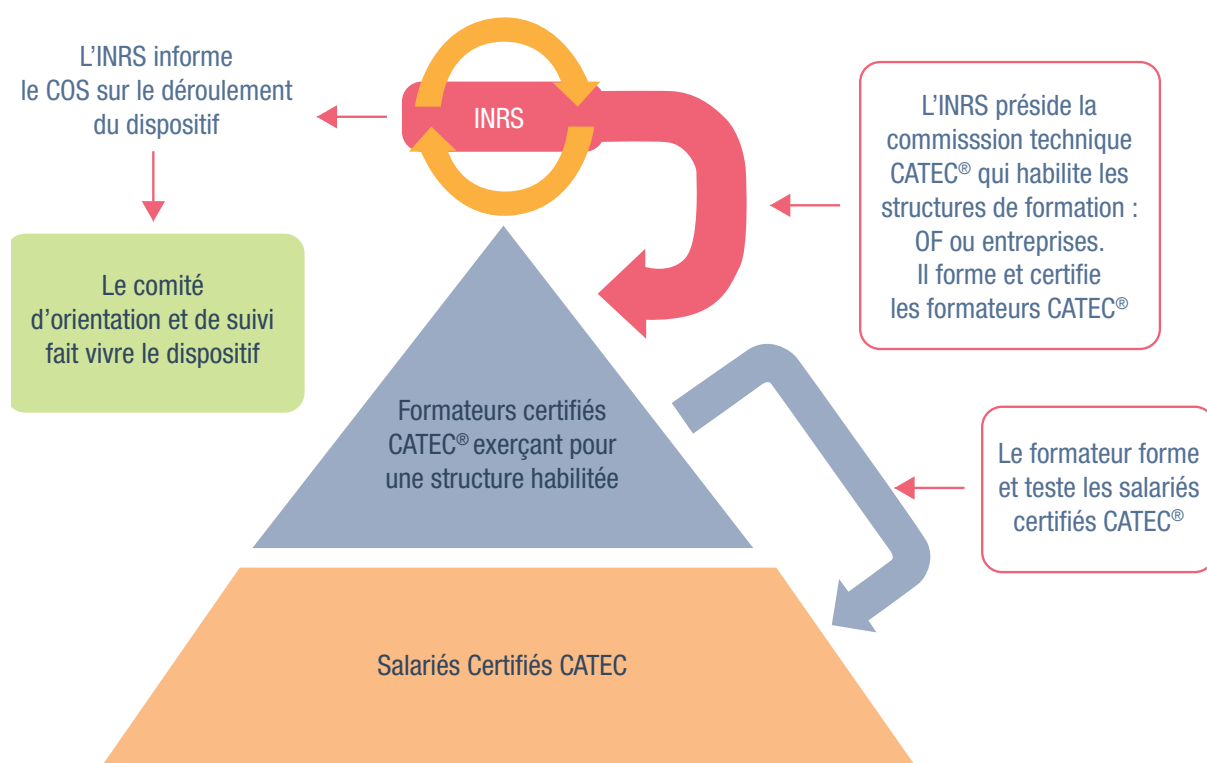 L'INRS informe
le COS sur le déroulement
du dispositif
INRS
L'INRS préside la
commisssion technique
CATEC® qui habilite les
structures de formation :
OF ou entreprises.
Il forme et certifie
les formateurs CATEC®
Le comité
d'orientation et de suivi
fait vivre le dispositif
Formateurs certifiés
CATEC® exerçant pour
une structure habilitée
Le formateur forme
et teste les salariés
certifiés CATEC®
Salariés Certifiés CATEC